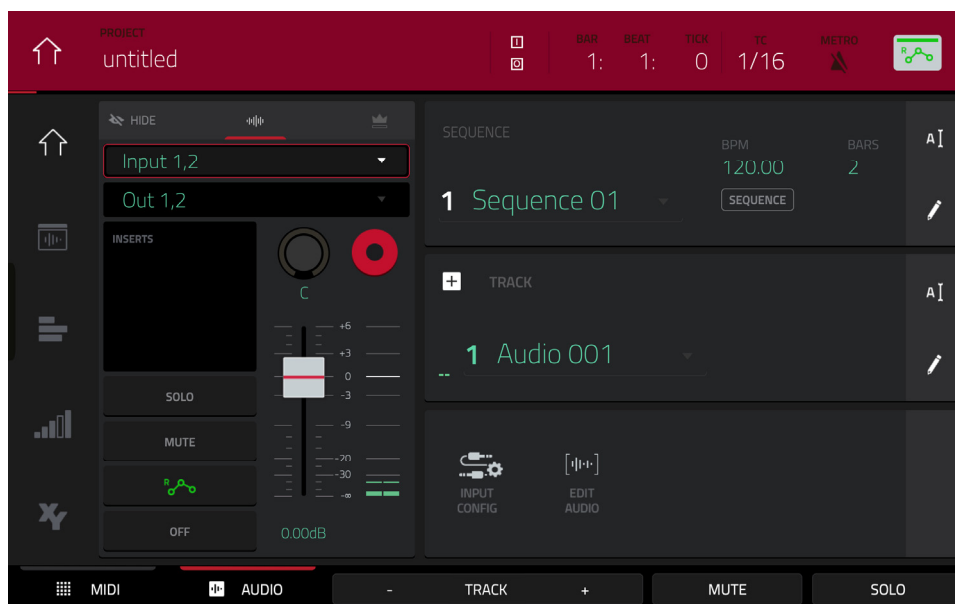 PROJECT
untitled
BAR BEAT TICK TC METRO
1: 1: 0 1/16
R
HIDE
Input 1,2
Out 1,2
INSERTS
C
+6
+3
0
-3
-9
-20
-30
-∞
SOLO
MUTE
R
OFF
0.00dB
SEQUENCE
BPM BARS
120.00 2
1 Sequence 01
SEQUENCE
A
TRACK
1 Audio 001
--
A
INPUT CONFIG
EDIT AUDIO
XY
MIDI AUDIO - TRACK + MUTE SOLO